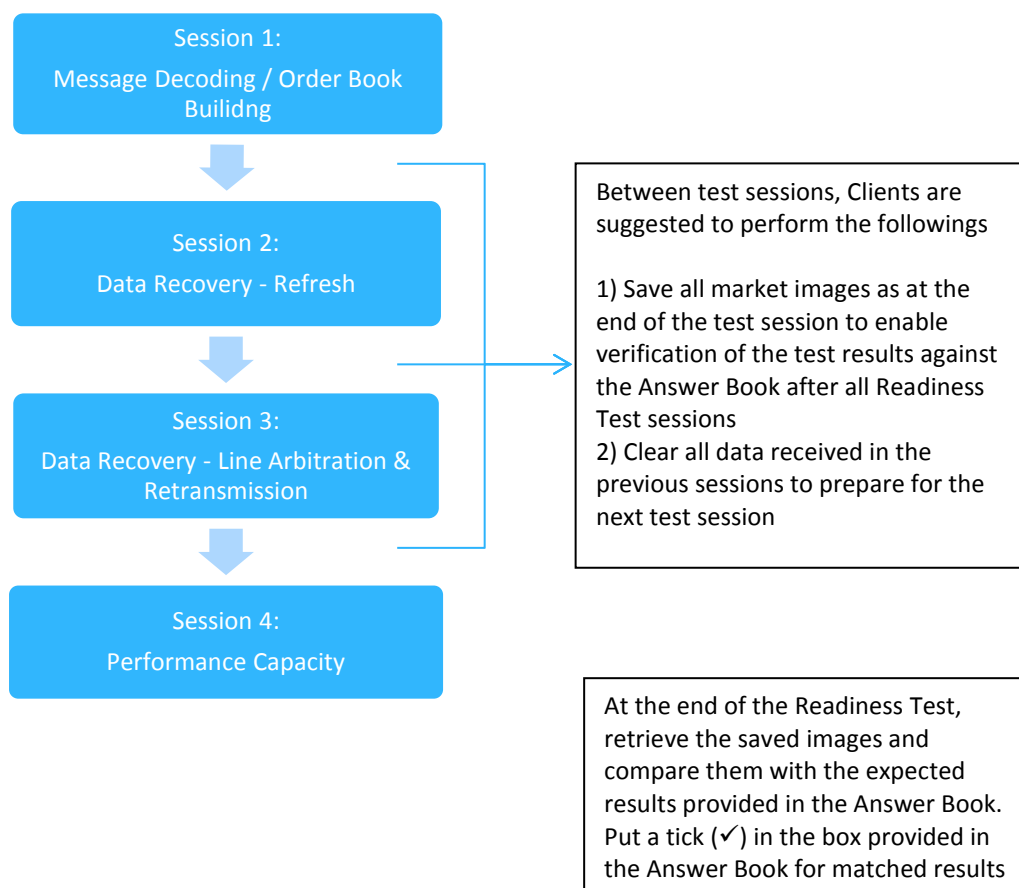 Session 1:
Message Decoding / Order Book
Builidng
Session 2:
Data Recovery - Refresh
Session 3:
Data Recovery - Line Arbitration &
Retransmission
Session 4:
Performance Capacity
Between test sessions, Clients are
suggested to perform the followings
1) Save all market images as at the
end of the test session to enable
verification of the test results against
the Answer Book after all Readiness
Test sessions
2) Clear all data received in the
previous sessions to prepare for the
next test session
At the end of the Readiness Test,
retrieve the saved images and
compare them with the expected
results provided in the Answer Book.
Put a tick (✓) in the box provided in
the Answer Book for matched results